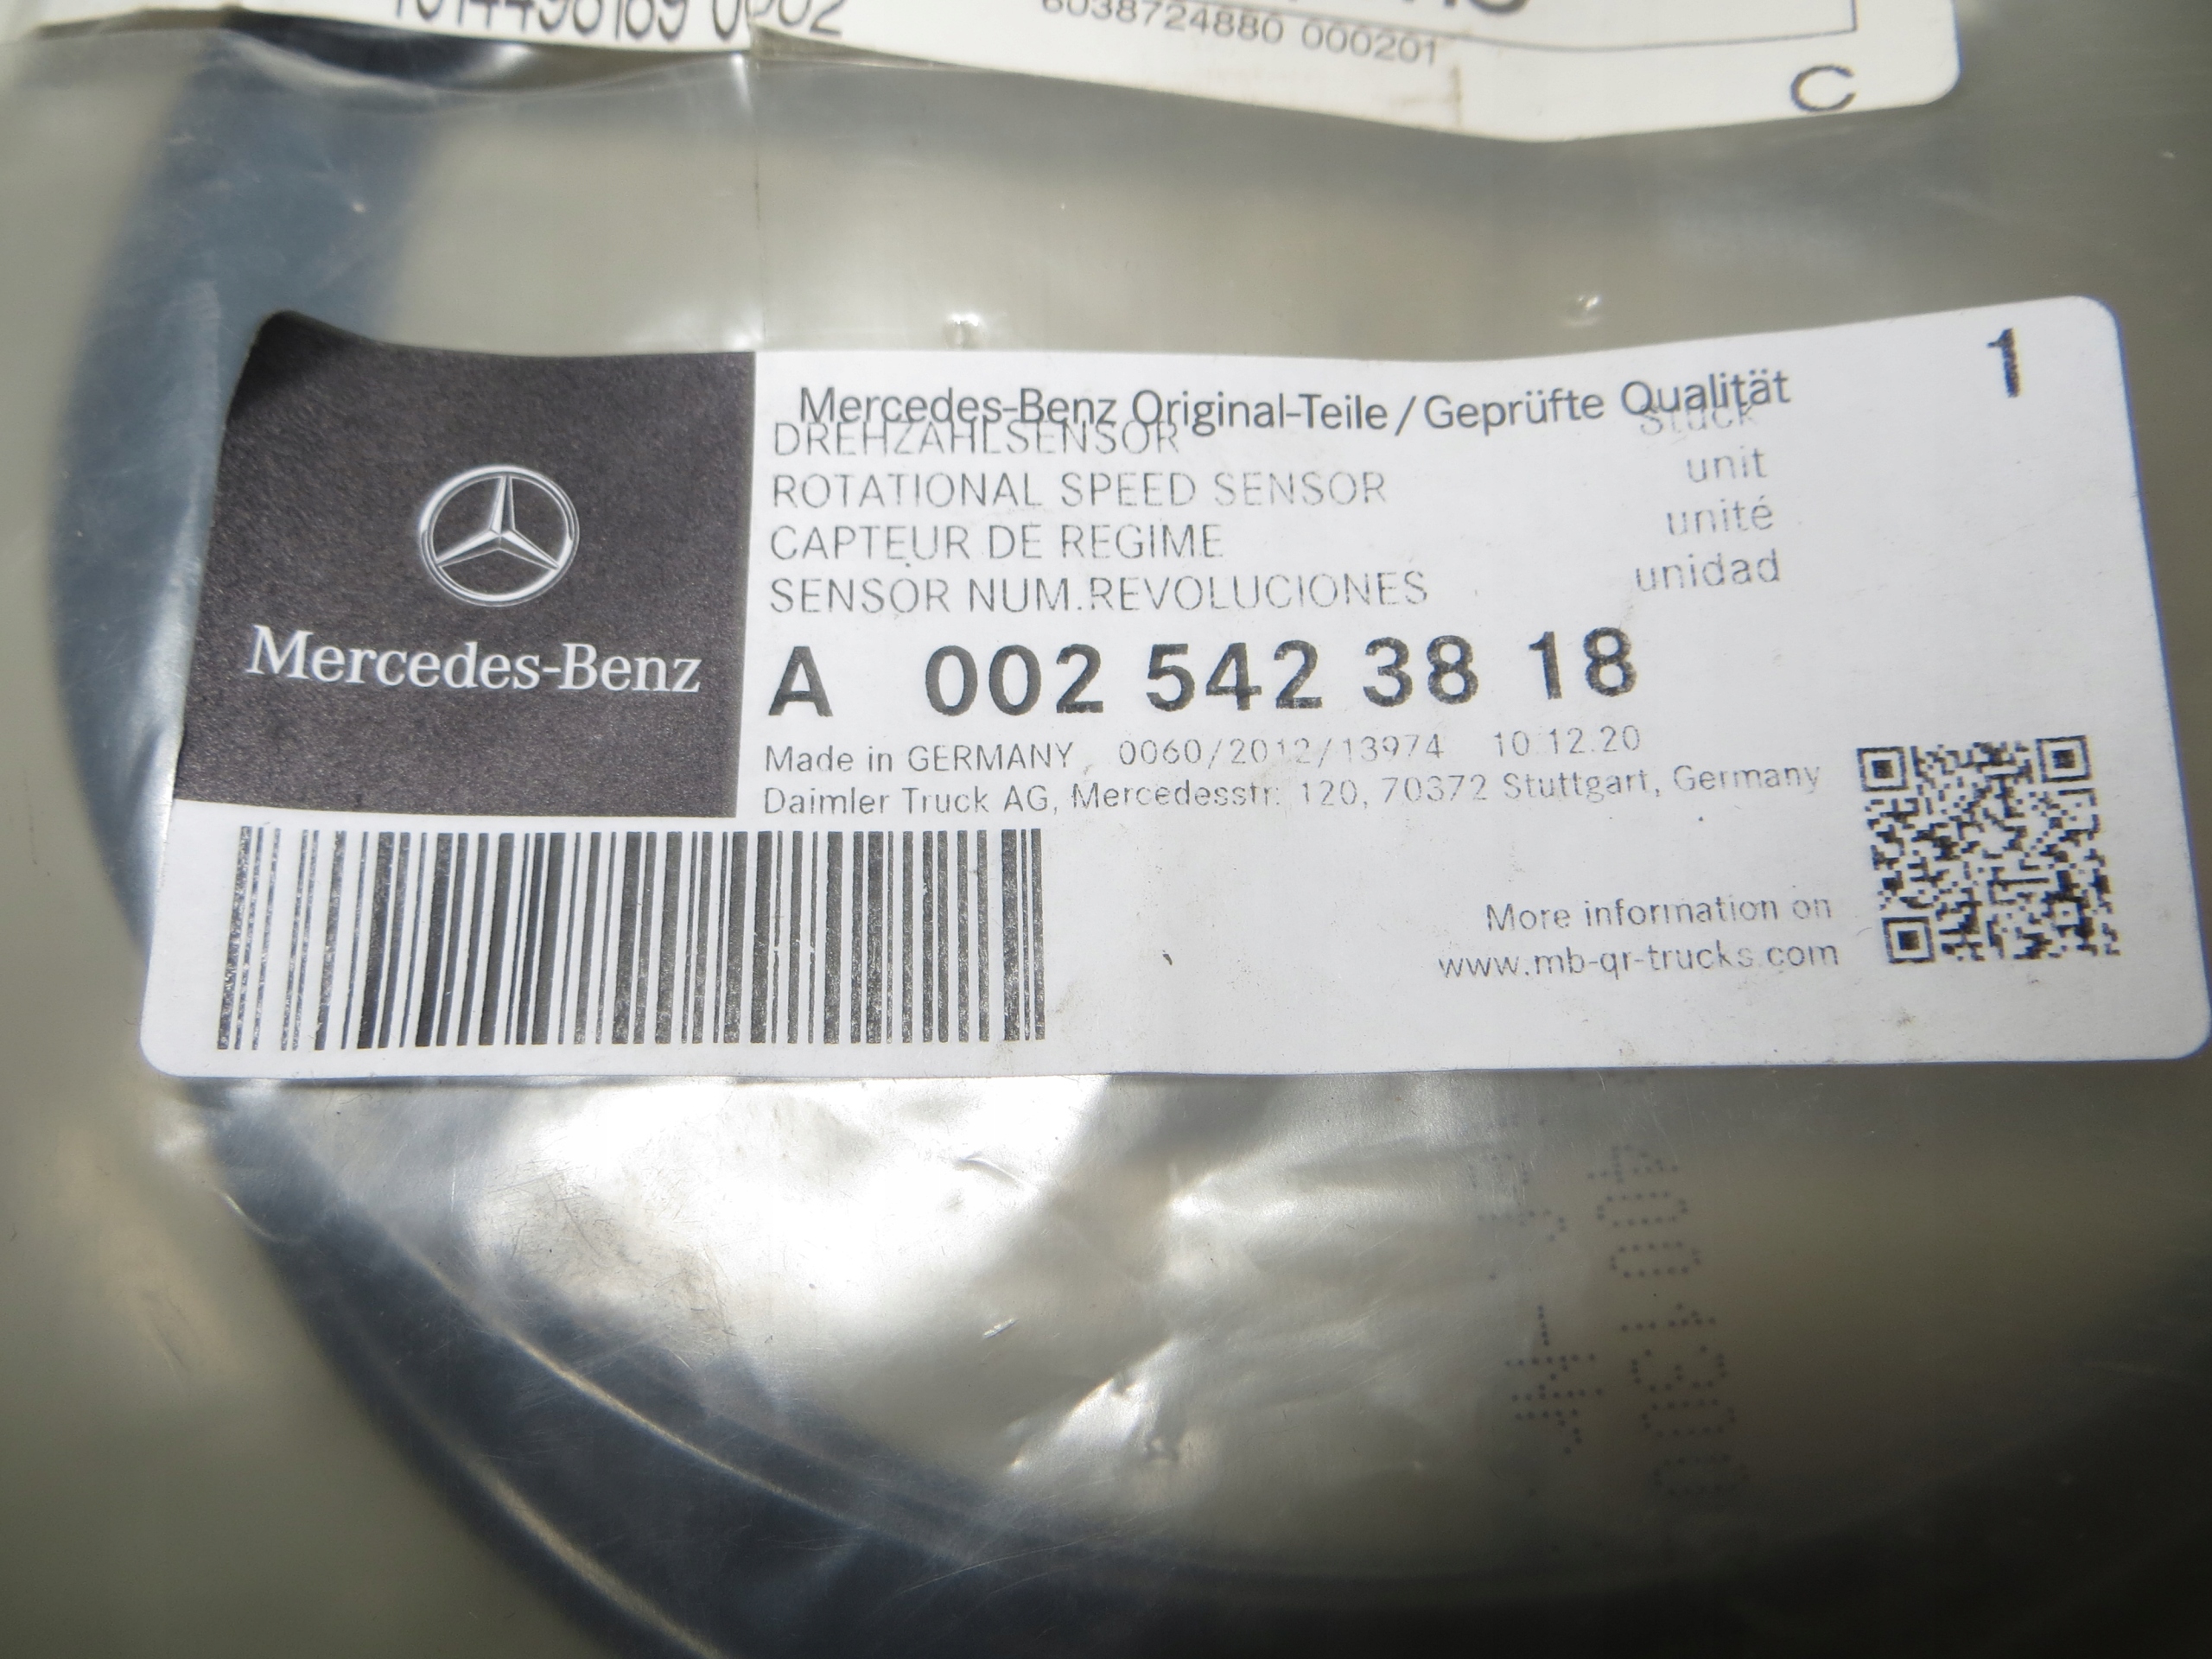 6038724880 000201
C
Mercedes-Benz Original-Teile / Geprüfte Qualität
1
DREHZAHLSENSOR Stück
ROTATIONAL SPEED SENSOR unit
CAPTEUR DE REGIME unité
SENSOR NUM.REVOLUCIONES unidad
Mercedes-Benz
A 002 542 38 18
Made in GERMANY, 0060/2012/13974 10.12.20
Daimler Truck AG, Mercedesstr. 120, 70372 Stuttgart, Germany
More information on
www.mb-qr-trucks.com